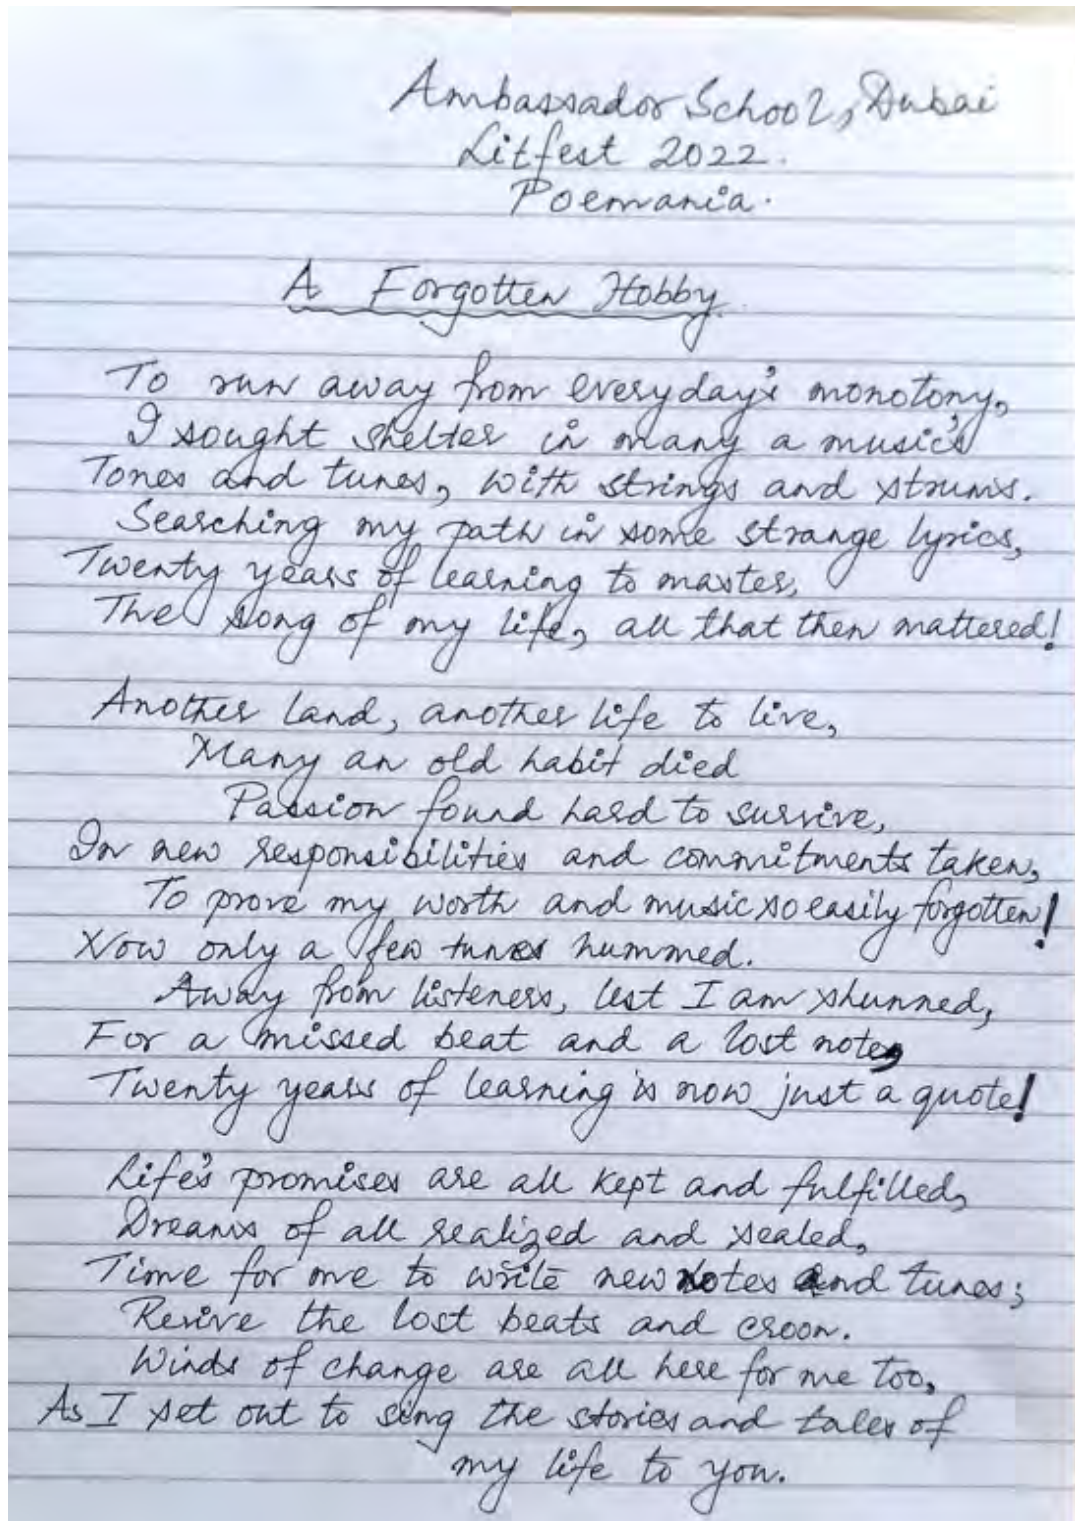 Ambassador School, Dubai
Litfest 2022.
Poemania.
A Forgotten Hobby
To run away from everyday's monotony,
I sought shelter in many a music's
Tones and tunes, with strings and strums.
Searching my path in some strange lyrics,
Twenty years of learning to master,
The song of my life, all that then mattered!
Another land, another life to live,
Many an old habit died
Passion found hard to survive,
In new responsibilities and commitments taken,
To prove my worth and music so easily forgotten!
Now only a few tunes hummed.
Away from listeners, lest I am shunned,
For a missed beat and a lost note,
Twenty years of learning is now just a quote!
Life's promises are all kept and fulfilled,
Dreams of all realized and sealed,
Time for me to write new notes and tunes;
Revive the lost beats and croon.
Winds of change are all here for me too,
As I set out to sing the stories and tales of
my life to you.